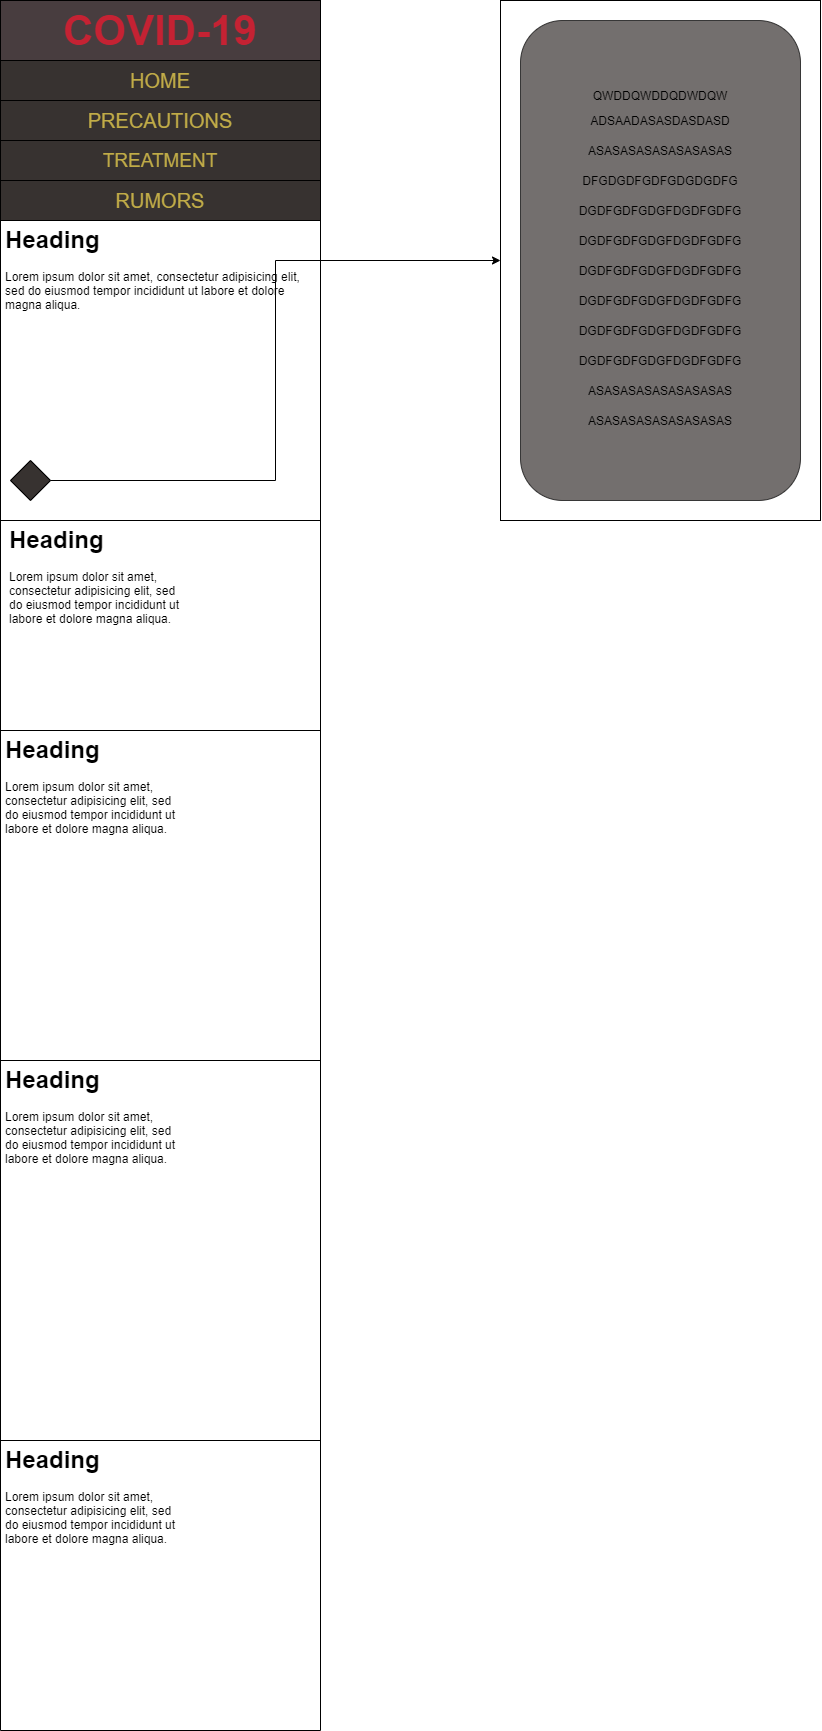 COVID-19
HOME
PRECAUTIONS
TREATMENT
RUMORS
Heading
Lorem ipsum dolor sit amet, consectetur adipisicing elit,
sed do eiusmod tempor incididunt ut labore et dolore
magna aliqua.
Heading
Lorem ipsum dolor sit amet,
consectetur adipisicing elit, sed
do eiusmod tempor incididunt ut
labore et dolore magna aliqua.
Heading
Lorem ipsum dolor sit amet,
consectetur adipisicing elit, sed
do eiusmod tempor incididunt ut
labore et dolore magna aliqua.
Heading
Lorem ipsum dolor sit amet,
consectetur adipisicing elit, sed
do eiusmod tempor incididunt ut
labore et dolore magna aliqua.
Heading
Lorem ipsum dolor sit amet,
consectetur adipisicing elit, sed
do eiusmod tempor incididunt ut
labore et dolore magna aliqua.
QWDDQWDDQDWDQW
ADSAADASASDASDASD
ASASASASASASASASAS
DFGDGDFGDFGDGDGDFG
DGDFGDFGDGFDGDFGDFG
DGDFGDFGDGFDGDFGDFG
DGDFGDFGDGFDGDFGDFG
DGDFGDFGDGFDGDFGDFG
DGDFGDFGDGFDGDFGDFG
DGDFGDFGDGFDGDFGDFG
ASASASASASASASASAS
ASASASASASASASASAS